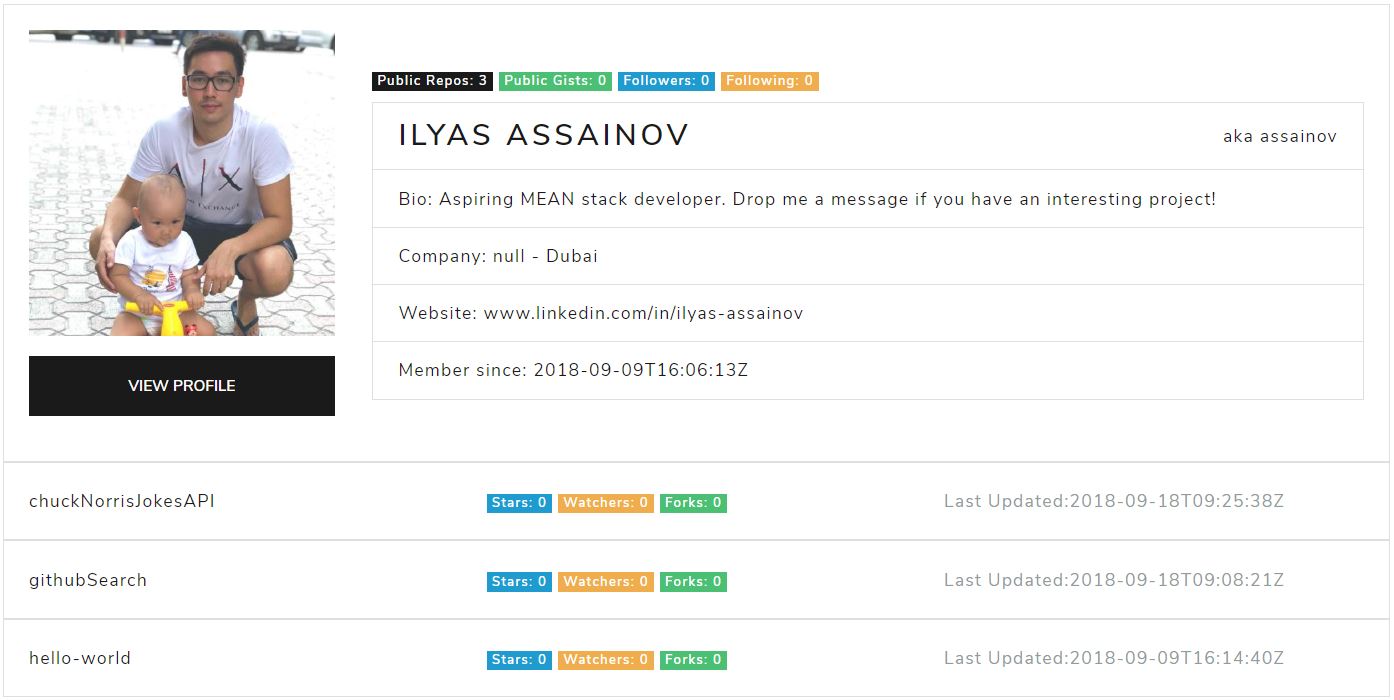 A|X
EXCHANGE
Public Repos: 3 Public Gists: 0 Followers: 0 Following: 0
ILYAS ASSAINOV aka assainov
Bio: Aspiring MEAN stack developer. Drop me a message if you have an interesting project!
Company: null - Dubai
Website: www.linkedin.com/in/ilyas-assainov
Member since: 2018-09-09T16:06:13Z
VIEW PROFILE
chuckNorrisJokesAPI Stars: 0 Watchers: 0 Forks: 0 Last Updated:2018-09-18T09:25:38Z
githubSearch Stars: 0 Watchers: 0 Forks: 0 Last Updated:2018-09-18T09:08:21Z
hello-world Stars: 0 Watchers: 0 Forks: 0 Last Updated:2018-09-09T16:14:40Z